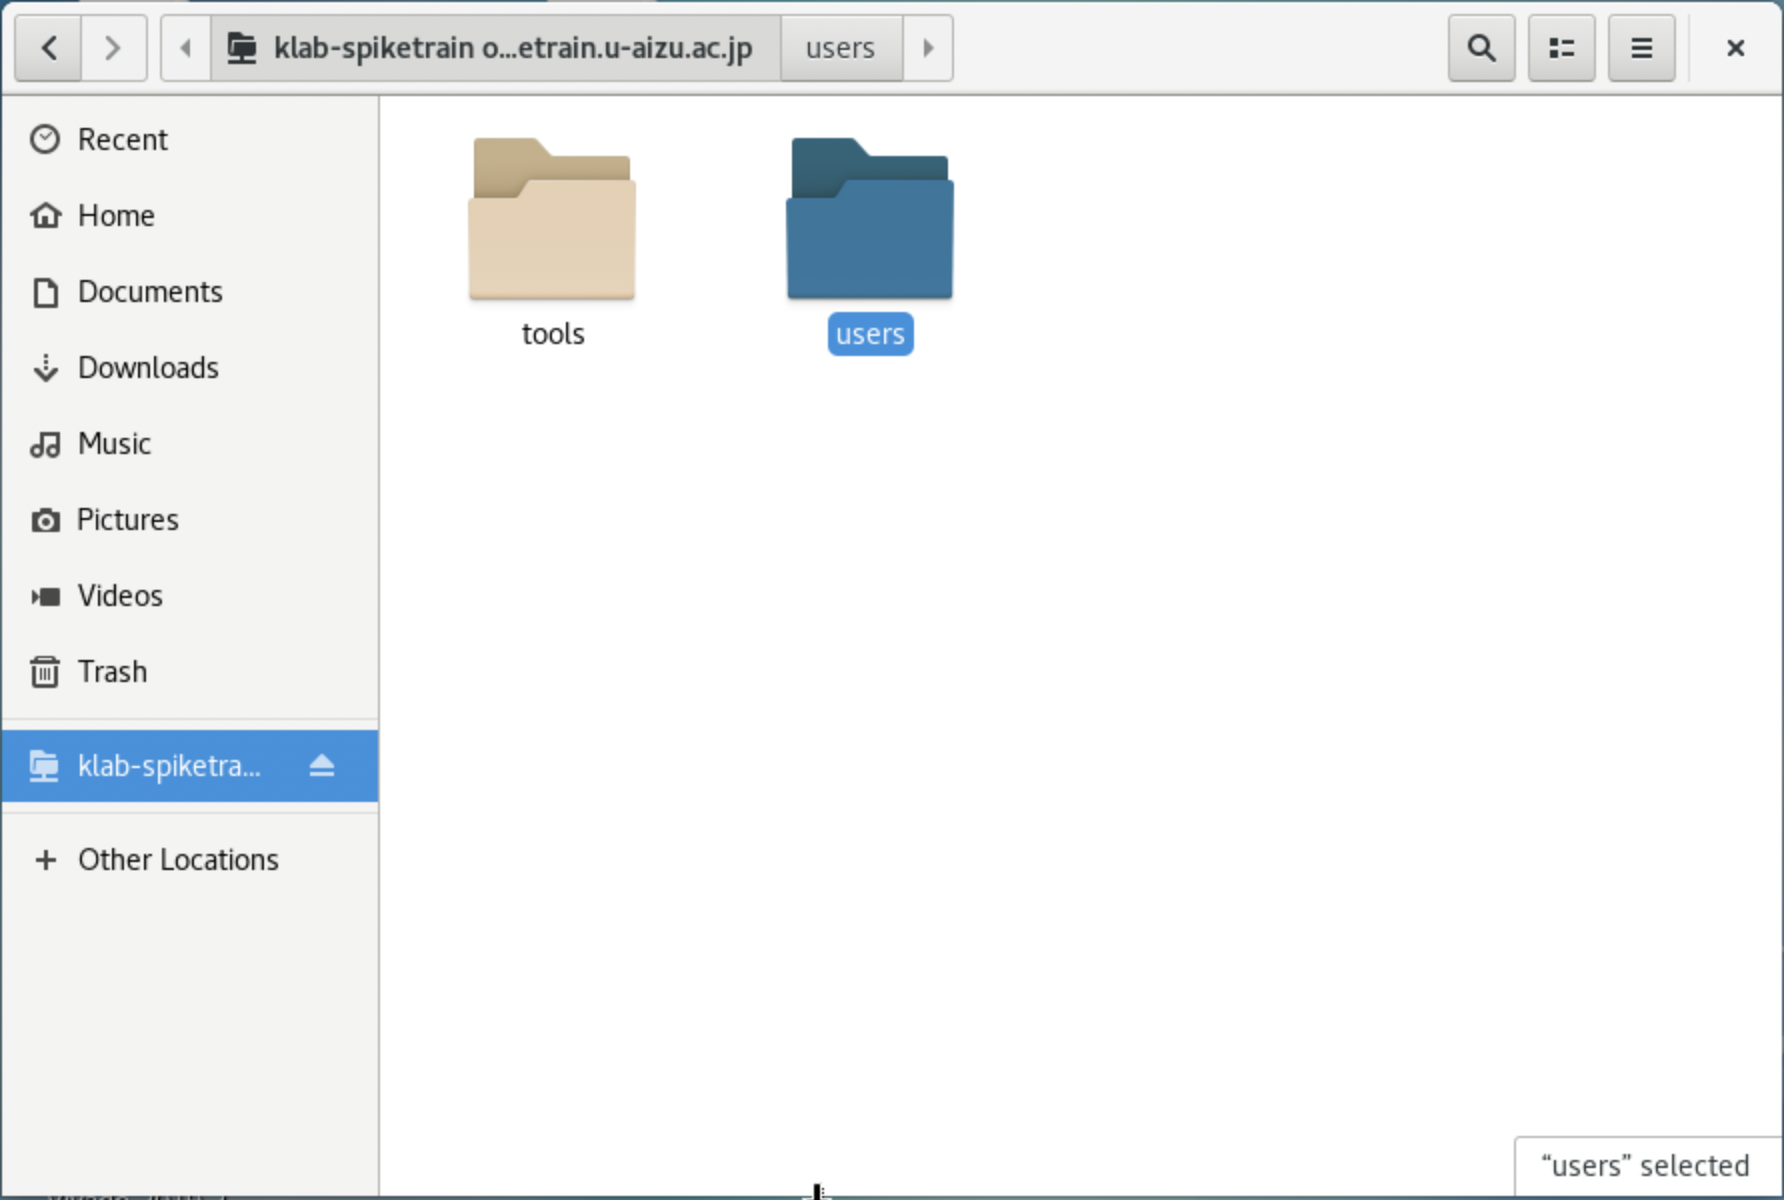 klab-spiketrain o...etrain.u-aizu.ac.jp
users
Recent
Home
Documents
Downloads
Music
Pictures
Videos
Trash
klab-spiketra...
Other Locations
tools
users
“users” selected